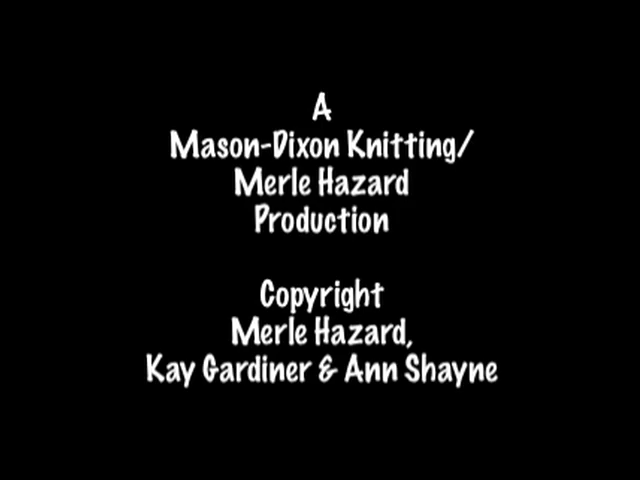 A
Mason-Dixon Knitting/
Merle Hazard
Production
Copyright
Merle Hazard,
Kay Gardiner & Ann Shayne